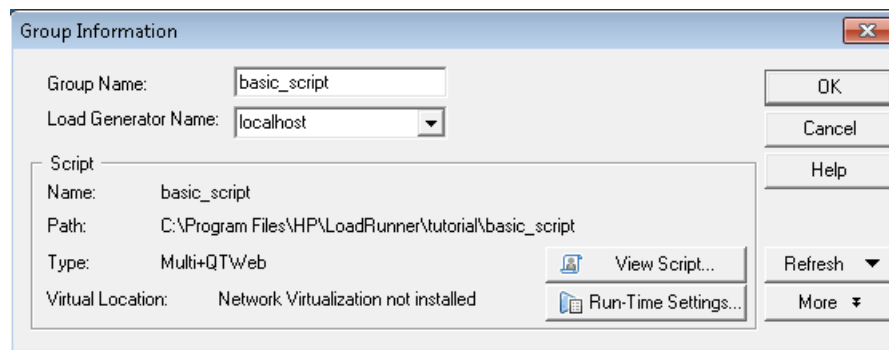 Group Information
Group Name: basic_script
OK
Load Generator Name: localhost
Cancel
Script
Help
Name: basic_script
Path: C:\Program Files\HP\LoadRunner\tutorial\basic_script
Type: Multi+QTWeb
View Script...
Refresh
Virtual Location: Network Virtualization not installed
Run-Time Settings...
More